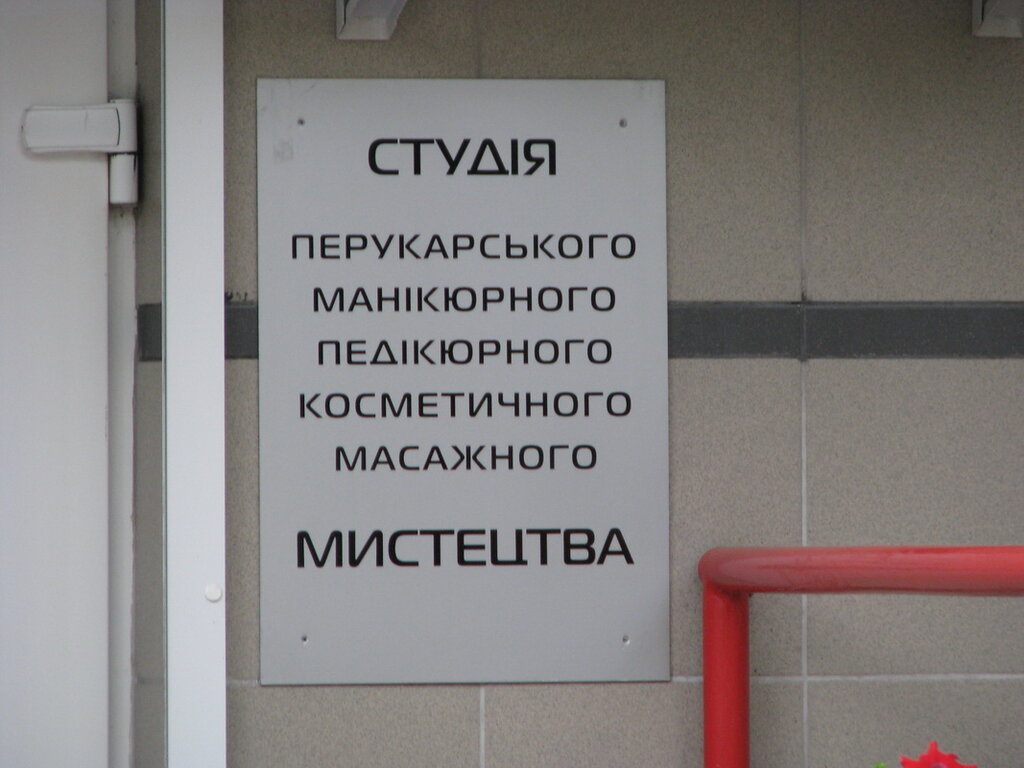 СТУДІЯ
ПЕРУКАРСЬКОГО
МАНІКЮРНОГО
ПЕДІКЮРНОГО
КОСМЕТИЧНОГО
МАСАЖНОГО
МИСТЕЦТВА